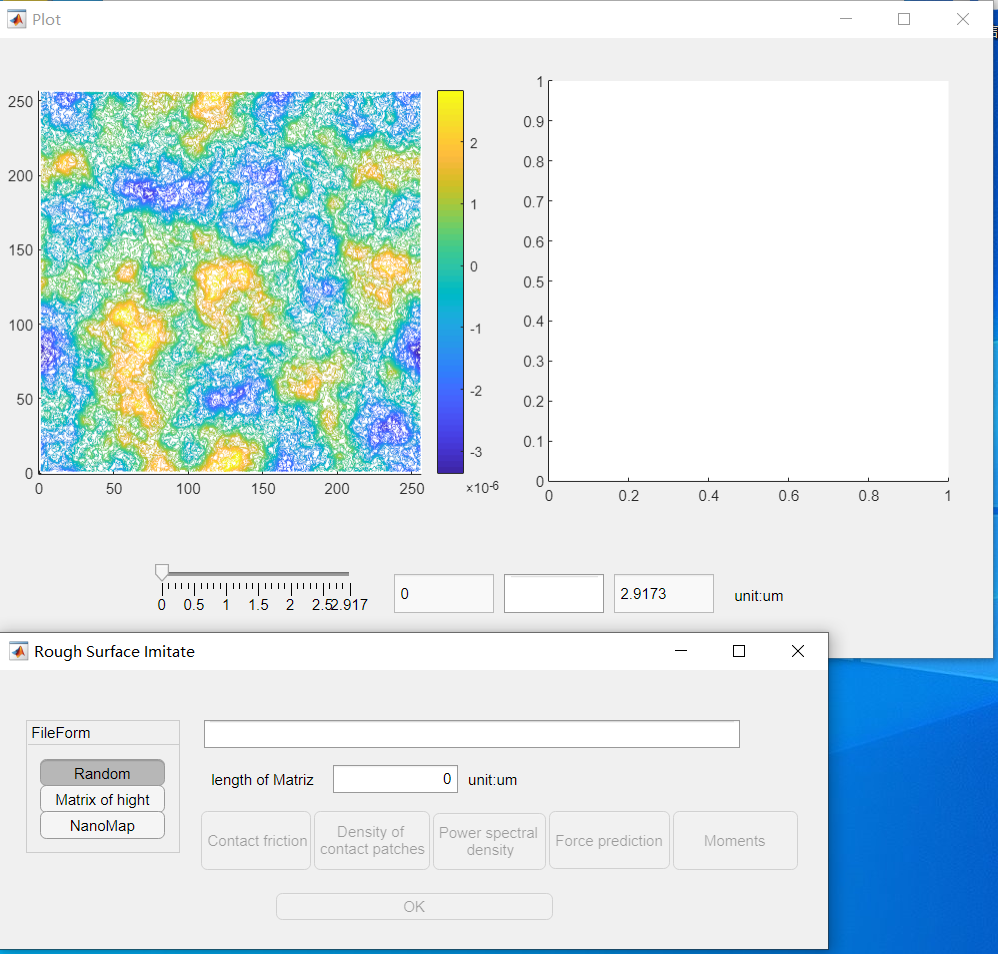 Plot
250
200
150
100
50
0
0 50 100 150 200 250
2
1
0
-1
-2
-3
×10-6
1
0.9
0.8
0.7
0.6
0.5
0.4
0.3
0.2
0.1
0
0 0.2 0.4 0.6 0.8 1
0 0.5 1 1.5 2 2.5 2.917
0 2.9173 unit:um
Rough Surface Imitate
FileForm
Random
Matrix of hight
NanoMap
length of Matriz 0 unit:um
Contact friction
Density of
contact patches
Power spectral
density
Force prediction
Moments
OK